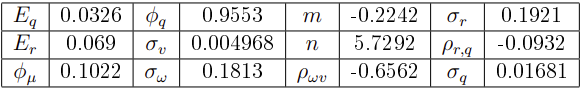 E_q 0.0326 ϕ_q 0.9553 m -0.2242 σ_r 0.1921
E_r 0.069 σ_v 0.004968 n 5.7292 ρ_{r,q} -0.0932
ϕ_μ 0.1022 σ_ω 0.1813 ρ_{ωv} -0.6562 σ_q 0.01681